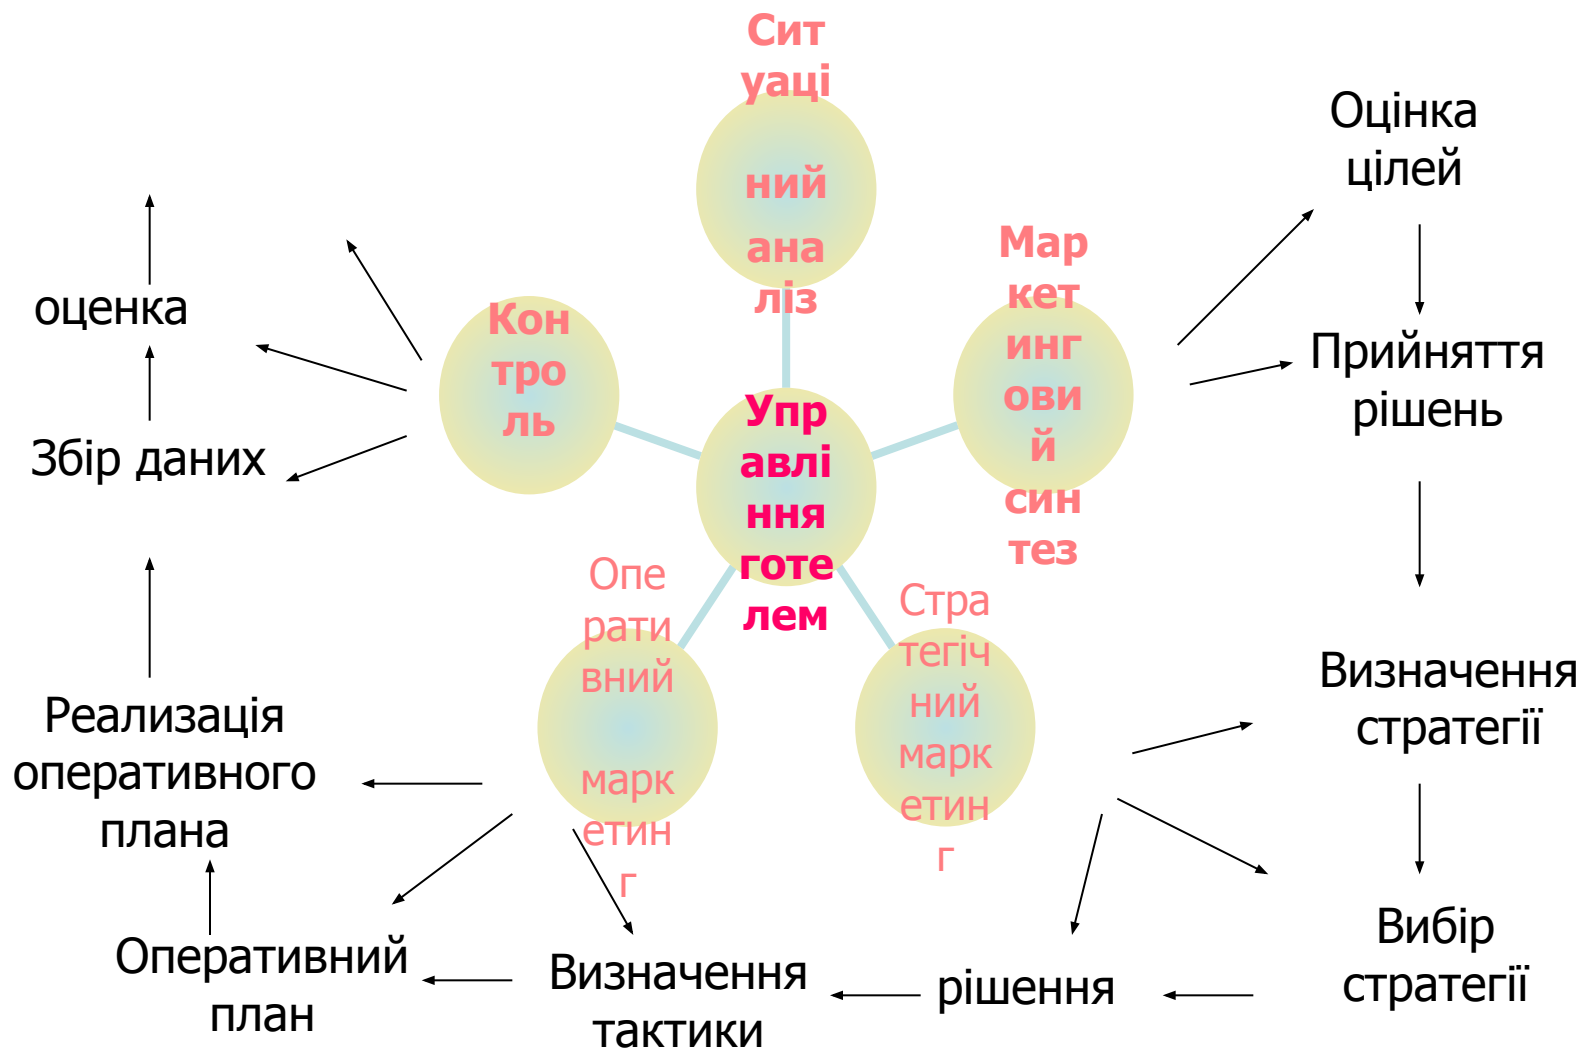 Сит
уаці
ний
ана
ліз
Мар
кет
инг
ови
й
син
тез
Кон
тро
ль
Упр
авлі
ння
готе
лем
Опе
рати
вний
марк
етин
г
Стра
тегіч
ний
марк
етин
г
Оцінка
цілей
Прийняття
рішень
Визначення
стратегії
Вибір
стратегії
рішення
Визначення
тактики
Оперативний
план
Реализація
оперативного
плана
Збір даних
оценка